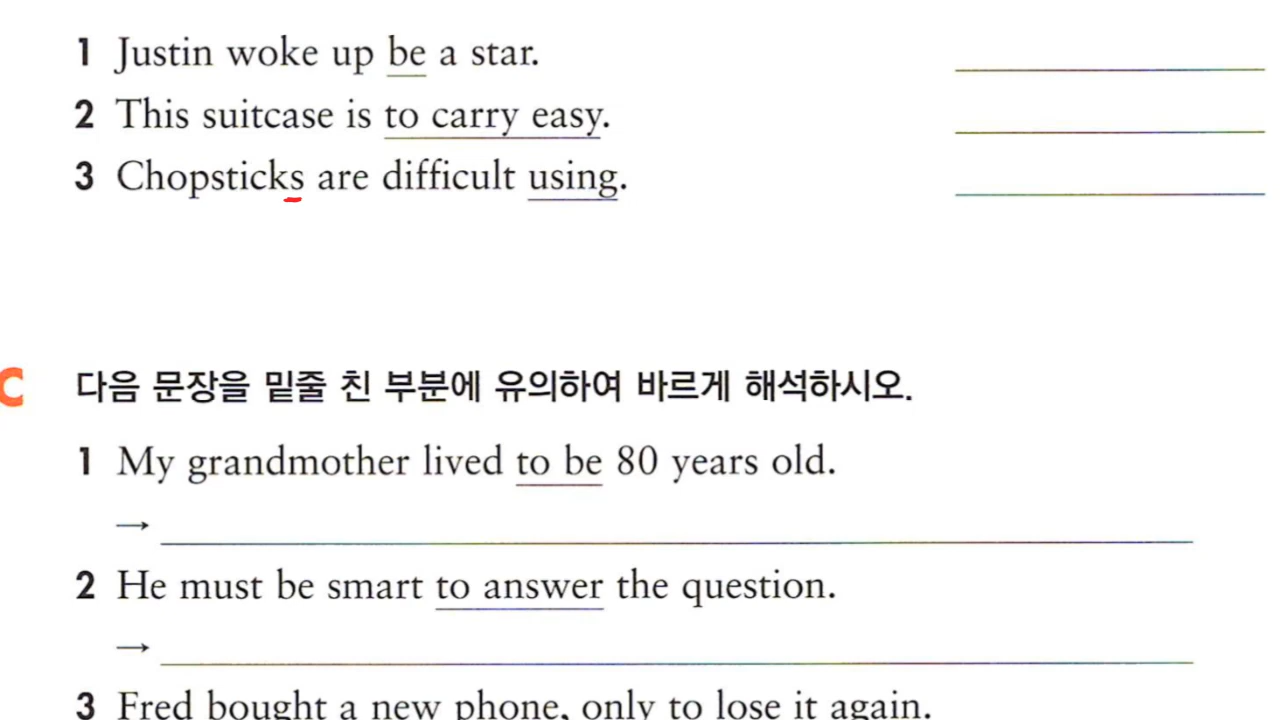 1 Justin woke up be a star.
2 This suitcase is to carry easy.
3 Chopsticks are difficult using.
C 다음 문장을 밑줄 친 부분에 유의하여 바르게 해석하시오.
1 My grandmother lived to be 80 years old.
→
2 He must be smart to answer the question.
→
3 Fred bought a new phone, only to lose it again.